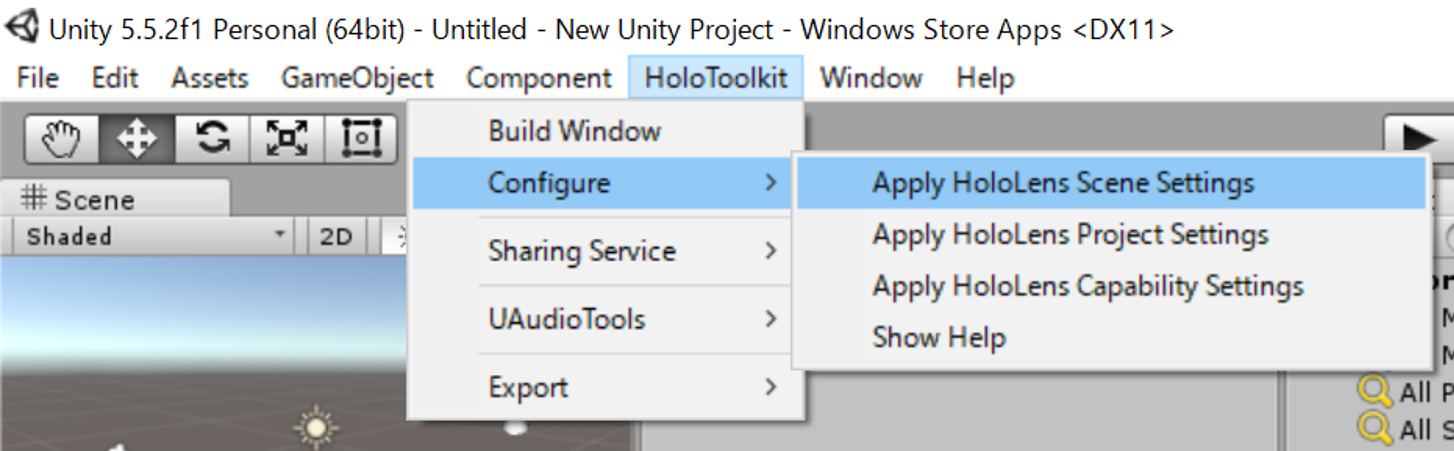 Unity 5.5.2f1 Personal (64bit) - Untitled - New Unity Project - Windows Store Apps <DX11>
File Edit Assets GameObject Component HoloToolkit Window Help
Build Window
Configure
Apply HoloLens Scene Settings
Apply HoloLens Project Settings
Apply HoloLens Capability Settings
Show Help
Sharing Service
UAudioTools
Export
Scene
Shaded 2D
All
All